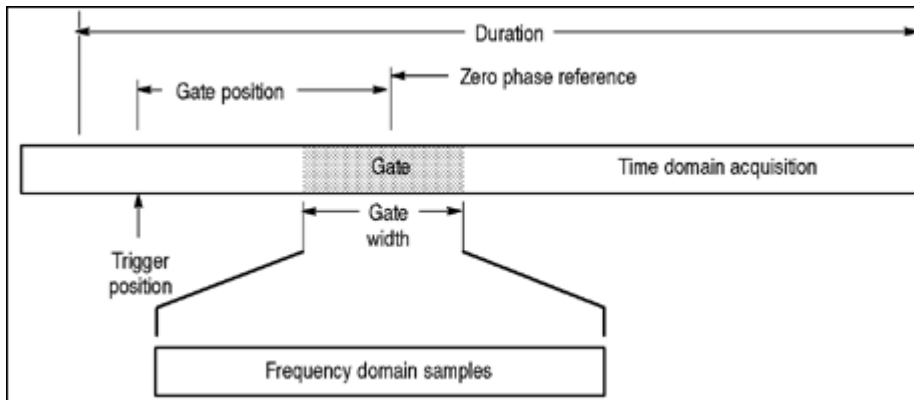 Duration
Zero phase reference
Gate position
Gate
Time domain acquisition
Gate
width
Trigger
position
Frequency domain samples